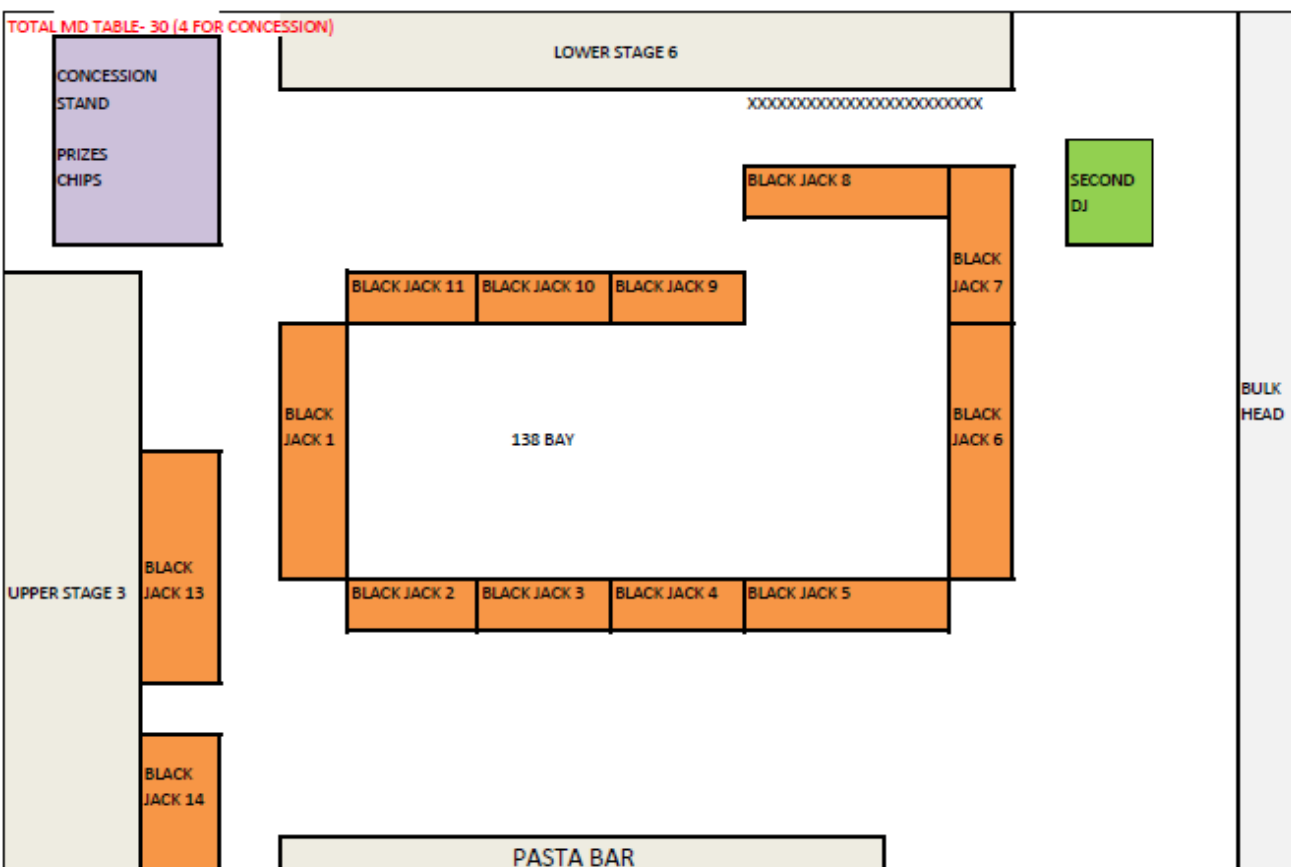 TOTAL MD TABLE- 30 (4 FOR CONCESSION)
LOWER STAGE 6
CONCESSION
STAND
PRIZES
CHIPS
XXXXXXXXXXXXXXXXXXXXXXXX
BLACK JACK 8
SECOND
DJ
BLACK
JACK 7
BLACK JACK 11
BLACK JACK 10
BLACK JACK 9
BLACK
JACK 1
138 BAY
BLACK
JACK 6
BULK
HEAD
UPPER STAGE 3
BLACK
JACK 13
BLACK JACK 2
BLACK JACK 3
BLACK JACK 4
BLACK JACK 5
BLACK
JACK 14
PASTA BAR